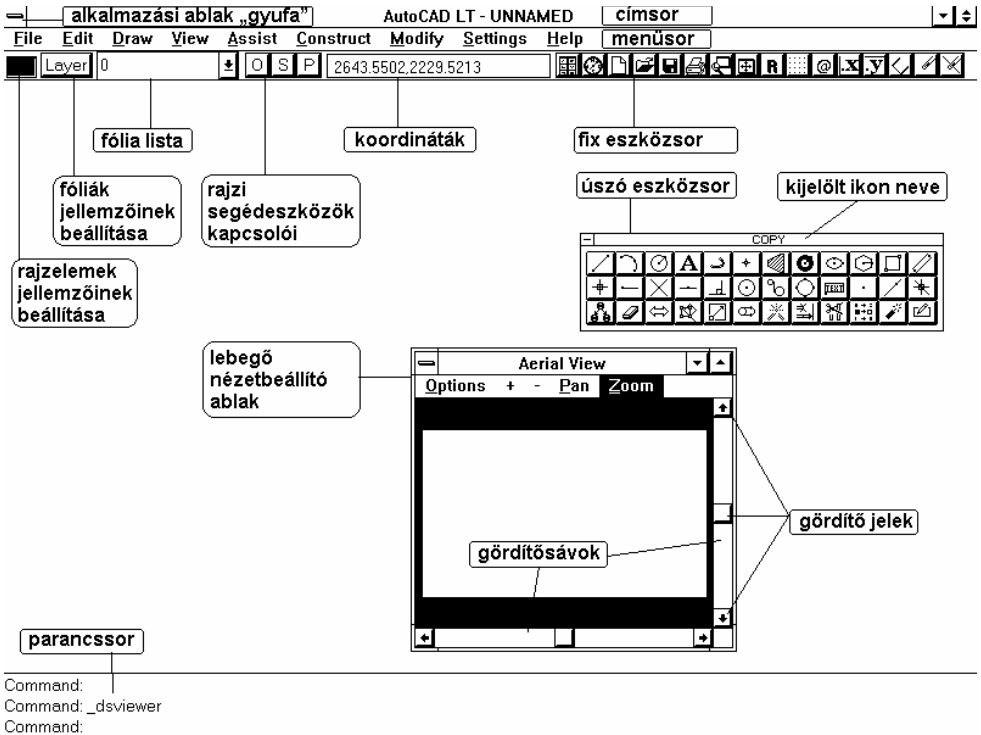 alkalmazási ablak „gyufa”
AutoCAD LT - UNNAMED
címsor
File Edit Draw View Assist Construct Modify Settings Help
menüsor
Layer 0 O S P 2643.5502,2229.5213 R @ .X .y
fólia lista
koordináták
fix eszközsor
fóliák
jellemzőinek
beállítása
rajzi
segédeszközök
kapcsolói
úszó eszközsor
kijelölt ikon neve
COPY
A
TEXT
rajzelemek
jellemzőinek
beállítása
lebegő
nézetbeállító
ablak
Aerial View
Options + - Pan Zoom
gördítő jelek
gördítősávok
parancssor
Command:
Command: _dsviewer
Command: